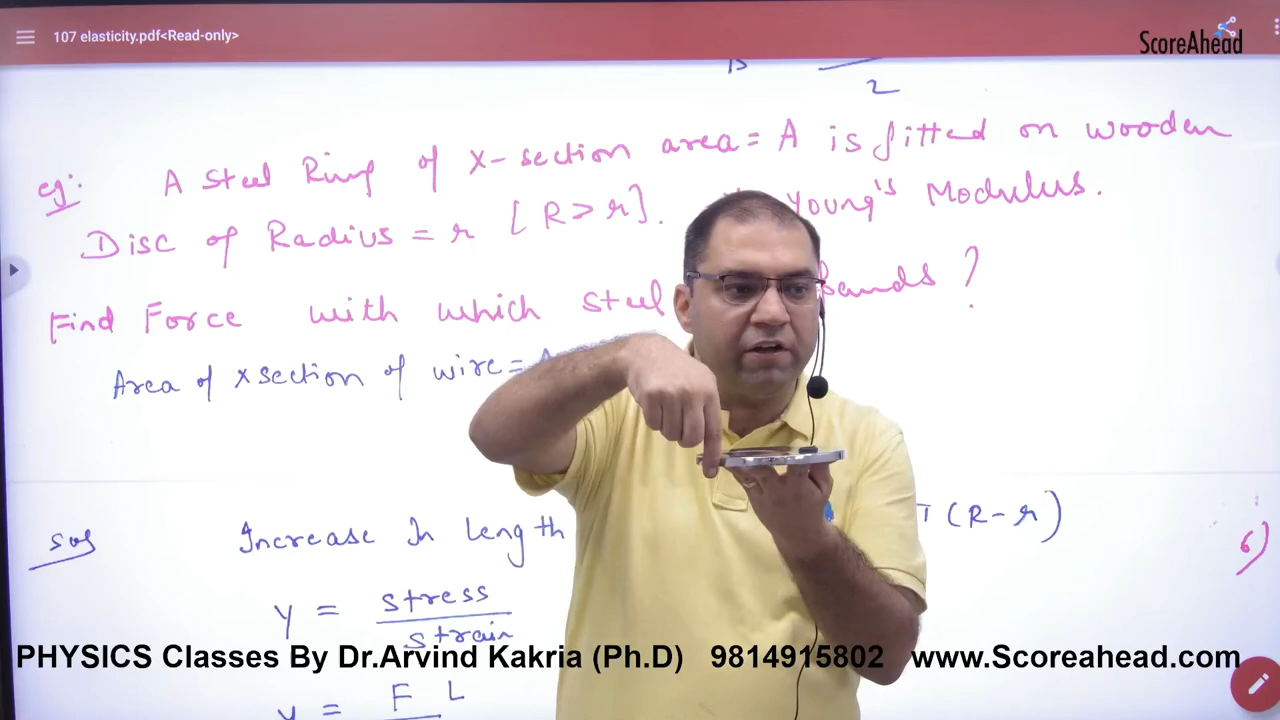 107 elasticity.pdf<Read-only>
ScoreAhead
2
eg: A Steel Ring of X-section area = A is fitted on wooden
Disc of Radius = r [R > r]. Young's Modulus.
Find Force with which steel ?
Area of x section of wire =
Sol Increase In length (R - r)
6)
Y = stress
strain
PHYSICS Classes By Dr.Arvind Kakria (Ph.D) 9814915802 www.Scoreahead.com
Y = F L